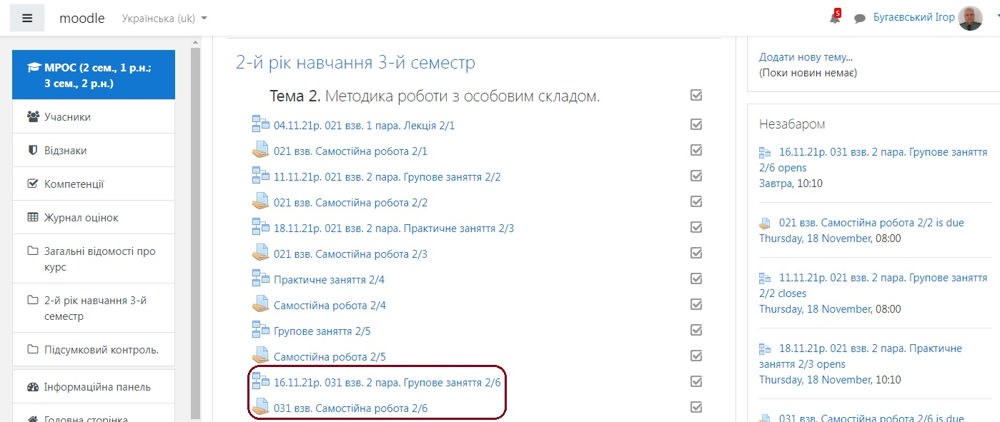 moodle Українська (uk)
5
Бугаєвський Ігор
МРОС (2 сем., 1 р.н.;
3 сем., 2 р.н.)
Учасники
Відзнаки
Компетенції
Журнал оцінок
Загальні відомості про
курс
2-й рік навчання 3-й
семестр
Підсумковий контроль.
Інформаційна панель
Головна сторінка
2-й рік навчання 3-й семестр
Тема 2. Методика роботи з особовим складом.
04.11.21р. 021 взв. 1 пара. Лекція 2/1
021 взв. Самостійна робота 2/1
11.11.21р. 021 взв. 2 пара. Групове заняття 2/2
021 взв. Самостійна робота 2/2
18.11.21р. 021 взв. 2 пара. Практичне заняття 2/3
021 взв. Самостійна робота 2/3
Практичне заняття 2/4
Самостійна робота 2/4
Групове заняття 2/5
Самостійна робота 2/5
16.11.21р. 031 взв. 2 пара. Групове заняття 2/6
031 взв. Самостійна робота 2/6
Додати нову тему...
(Поки новин немає)
Незабаром
16.11.21р. 031 взв. 2 пара. Групове заняття
2/6 opens
Завтра, 10:10
021 взв. Самостійна робота 2/2 is due
Thursday, 18 November, 08:00
11.11.21р. 021 взв. 2 пара. Групове заняття
2/2 closes
Thursday, 18 November, 08:00
18.11.21р. 021 взв. 2 пара. Практичне
заняття 2/3 opens
Thursday, 18 November, 10:10
031 взв. Самостійна робота 2/6 is due